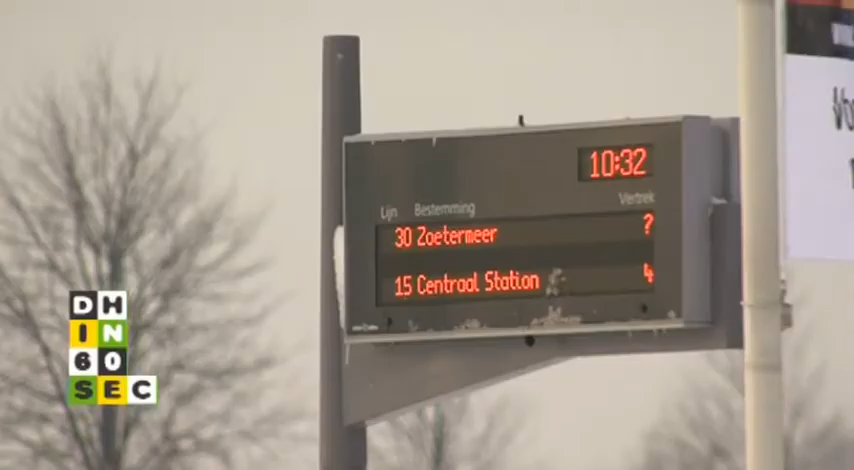 10:32
Lijn Bestemming Vertrek
30 Zoetermeer ?
15 Centraal Station 4
DH
IN
60
SEC